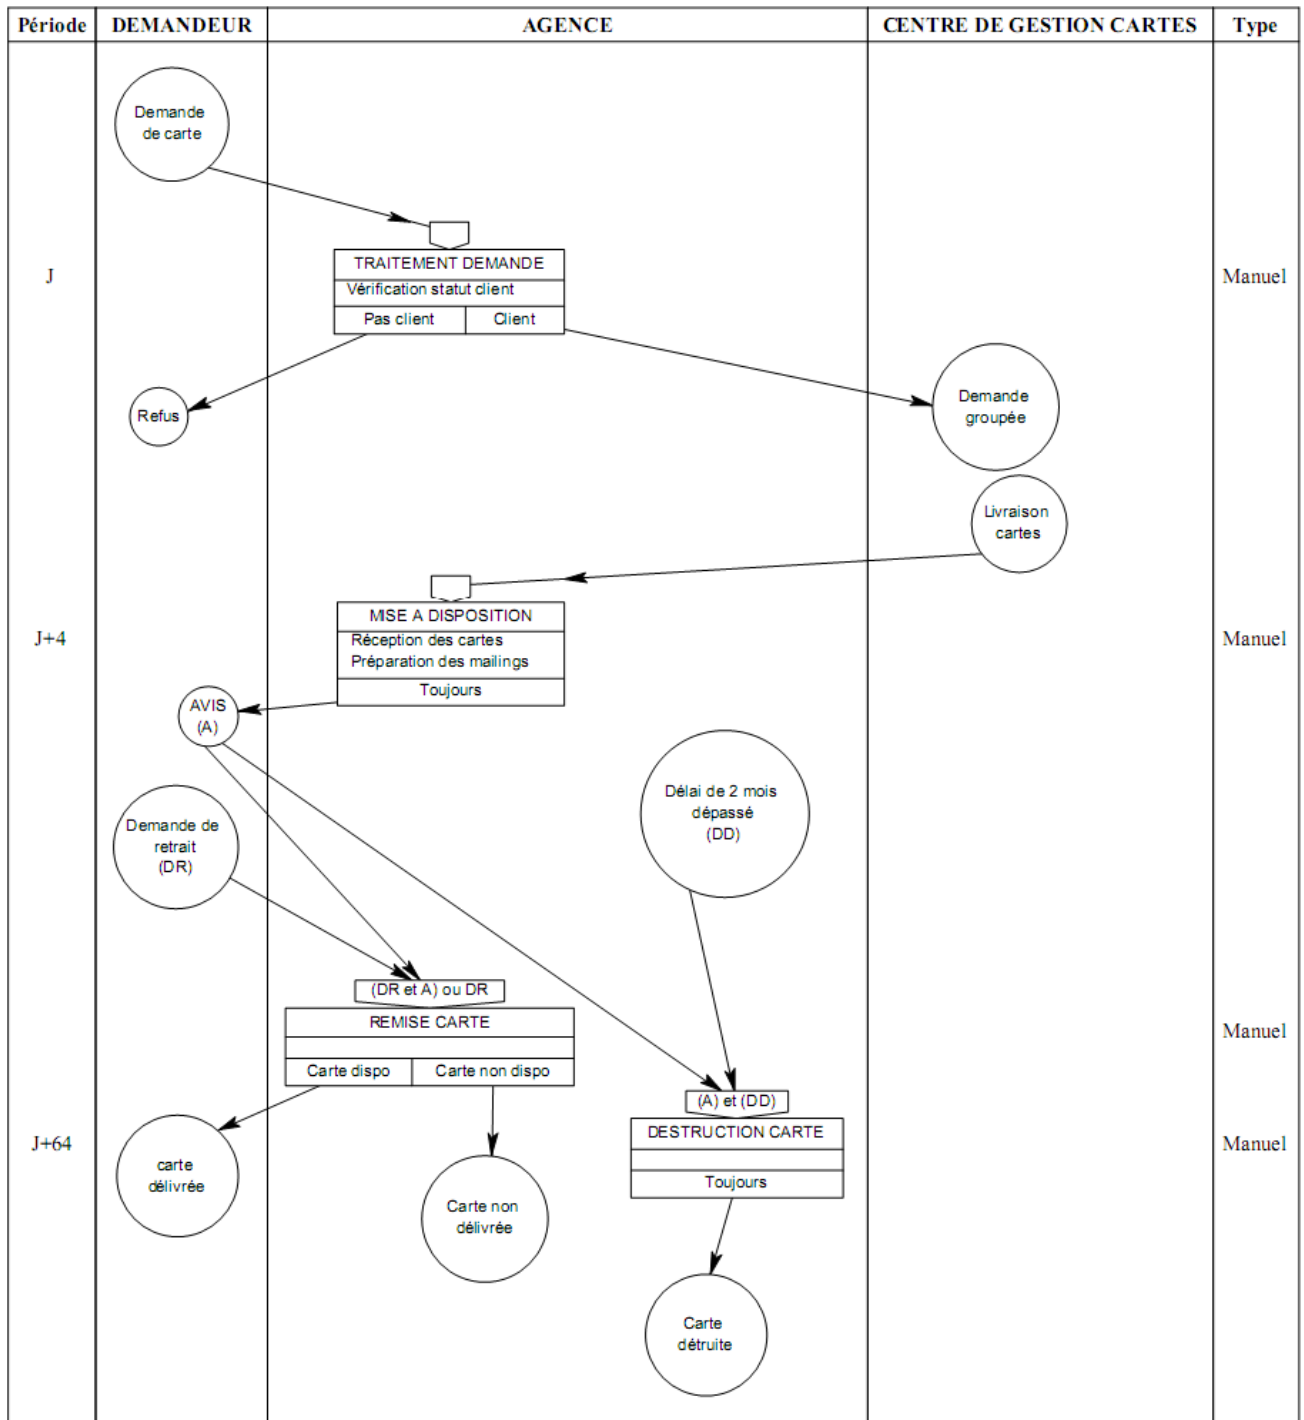 Période DEMANDEUR AGENCE CENTRE DE GESTION CARTES Type
Demande
de carte
TRAITEMENT DEMANDE
J
Manuel
Vérification statut client
Pas client Client
Refus
Demande
groupée
Livraison
cartes
MISE A DISPOSITION
J+4
Manuel
Réception des cartes
Préparation des mailings
Toujours
AVIS
(A)
Délai de 2 mois
dépassé
(DD)
Demande de
retrait
(DR)
(DR et A) ou DR
REMISE CARTE
Manuel
Carte dispo Carte non dispo
(A) et (DD)
DESTRUCTION CARTE
J+64
Manuel
Toujours
carte
délivrée
Carte non
délivrée
Carte
détruite